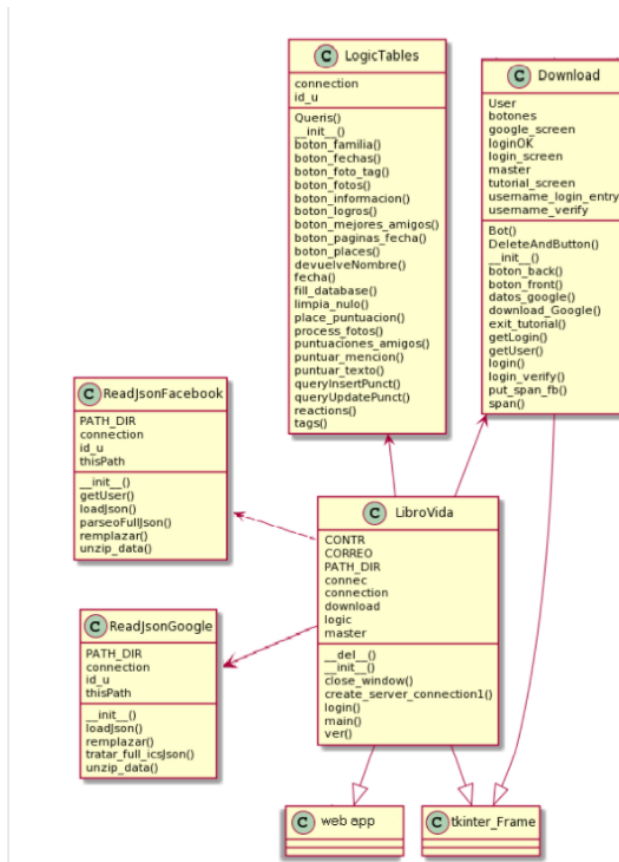 C LogicTables
connection
id_u
Queris()
__init__()
boton_familia()
boton_fechas()
boton_foto_tag()
boton_fotos()
boton_informacion()
boton_logros()
boton_mejores_amigos()
boton_paginas_fecha()
boton_places()
devuelveNombre()
fecha()
fill_database()
limpia_nulo()
place_puntuacion()
process_fotos()
puntuaciones_amigos()
puntuar_mencion()
puntuar_texto()
queryInsertPunct()
queryUpdatePunct()
reactions()
tags()
C Download
User
botones
google_screen
loginOK
login_screen
master
tutorial_screen
username_login_entry
username_verify
Bot()
DeleteAndButton()
__init__()
boton_back()
boton_front()
datos_google()
download_Google()
exit_tutorial()
getLogin()
getUser()
login()
login_verify()
put_span_fb()
span()
C ReadJsonFacebook
PATH_DIR
connection
id_u
thisPath
__init__()
getUser()
loadJson()
parseoFullJson()
remplazar()
unzip_data()
C LibroVida
CONTR
CORREO
PATH_DIR
connec
connection
download
logic
master
__del__()
__init__()
close_window()
create_server_connection1()
login()
main()
ver()
C ReadJsonGoogle
PATH_DIR
connection
id_u
thisPath
__init__()
loadJson()
remplazar()
tratar_full_icsJson()
unzip_data()
C web app
C tkinter_Frame